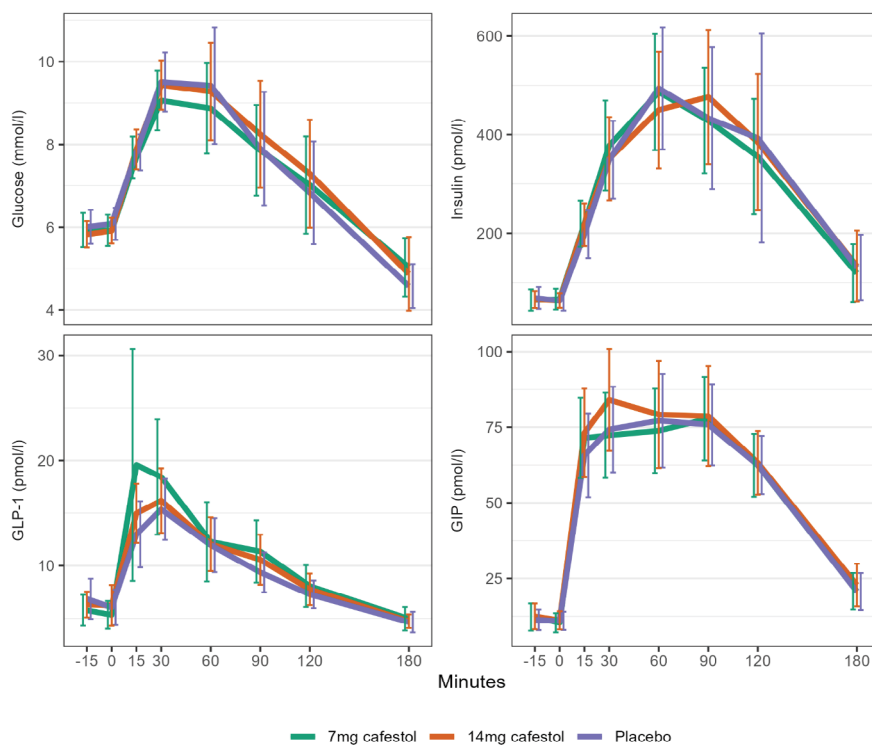 Glucose (mmol/l)
10
8
6
4
Insulin (pmol/l)
600
400
200
GLP-1 (pmol/l)
30
20
10
-15 0 15 30 60 90 120 180
GIP (pmol/l)
100
75
50
25
-15 0 15 30 60 90 120 180
Minutes
7mg cafestol 14mg cafestol Placebo